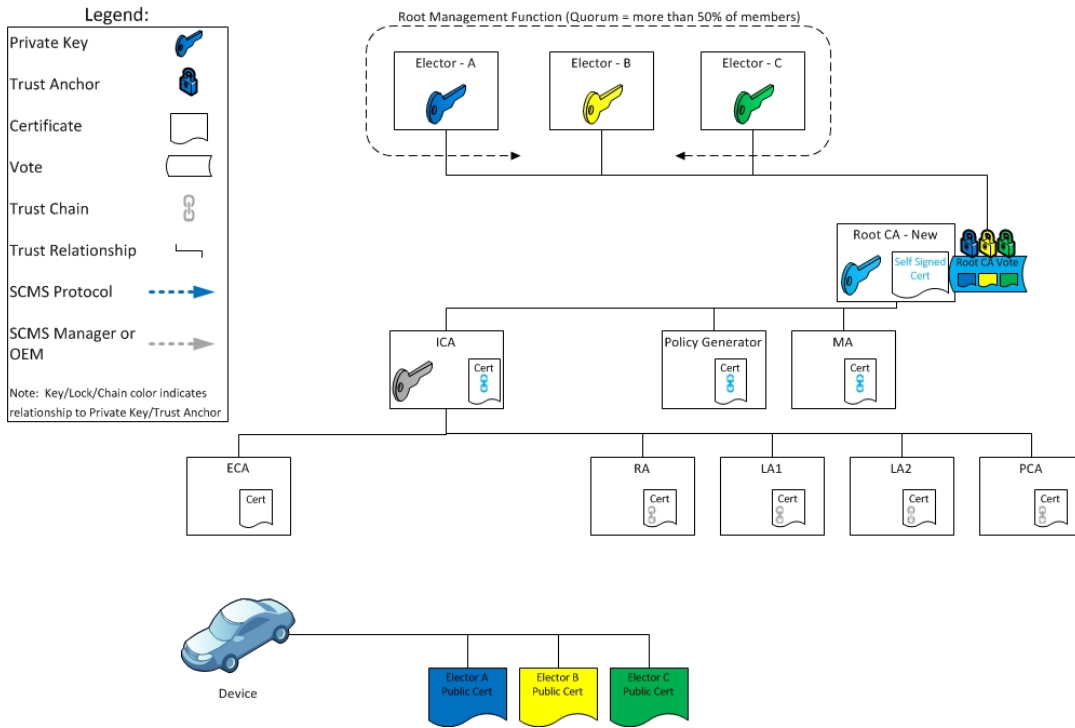 Legend:
Private Key
Trust Anchor
Certificate
Vote
Trust Chain
Trust Relationship
SCMS Protocol
SCMS Manager or
OEM
Note: Key/Lock/Chain color indicates
relationship to Private Key/Trust Anchor
Root Management Function (Quorum = more than 50% of members)
Elector - A
Elector - B
Elector - C
Root CA - New
Self Signed
Cert
Root CA Vote
ICA
Cert
Policy Generator
Cert
MA
Cert
ECA
Cert
RA
Cert
LA1
Cert
LA2
Cert
PCA
Cert
Device
Elector A
Public Cert
Elector B
Public Cert
Elector C
Public Cert